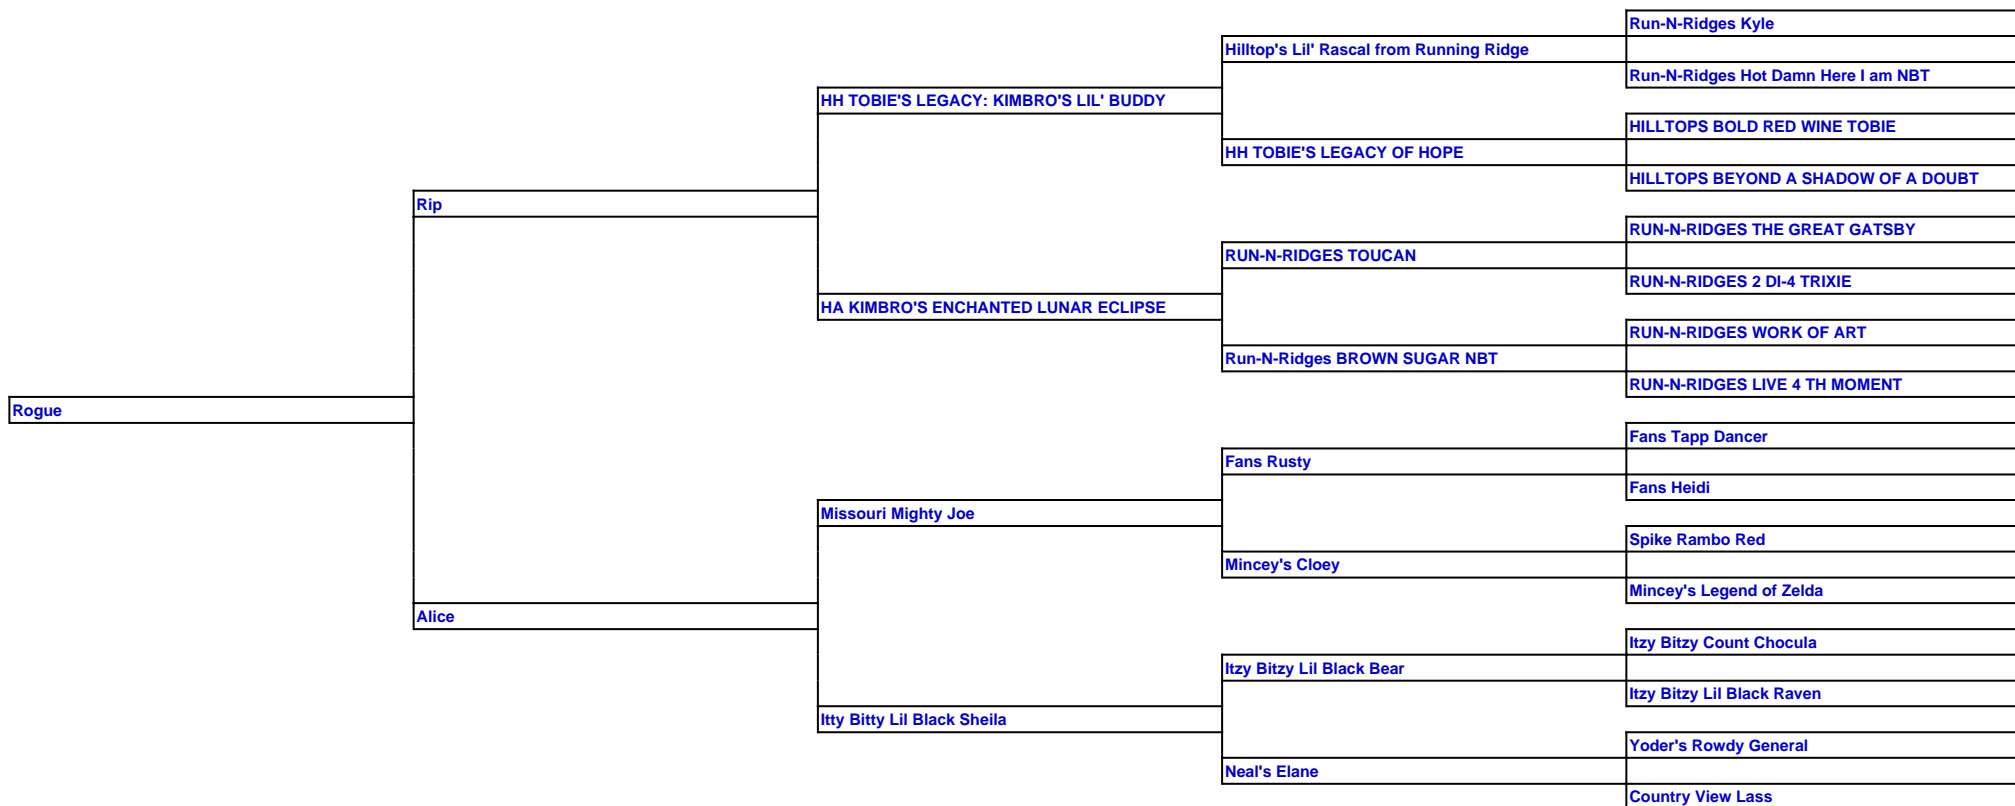 Run-N-Ridges Kyle
Hilltop's Lil' Rascal from Running Ridge
Run-N-Ridges Hot Damn Here I am NBT
HH TOBIE'S LEGACY: KIMBRO'S LIL' BUDDY
HILLTOPS BOLD RED WINE TOBIE
HH TOBIE'S LEGACY OF HOPE
HILLTOPS BEYOND A SHADOW OF A DOUBT
Rip
RUN-N-RIDGES THE GREAT GATSBY
RUN-N-RIDGES TOUCAN
RUN-N-RIDGES 2 DI-4 TRIXIE
HA KIMBRO'S ENCHANTED LUNAR ECLIPSE
RUN-N-RIDGES WORK OF ART
Run-N-Ridges BROWN SUGAR NBT
RUN-N-RIDGES LIVE 4 TH MOMENT
Rogue
Fans Tapp Dancer
Fans Rusty
Fans Heidi
Missouri Mighty Joe
Spike Rambo Red
Mincey's Cloey
Mincey's Legend of Zelda
Alice
Itzy Bitzy Count Chocula
Itzy Bitzy Lil Black Bear
Itzy Bitzy Lil Black Raven
Itty Bitty Lil Black Sheila
Yoder's Rowdy General
Neal's Elane
Country View Lass